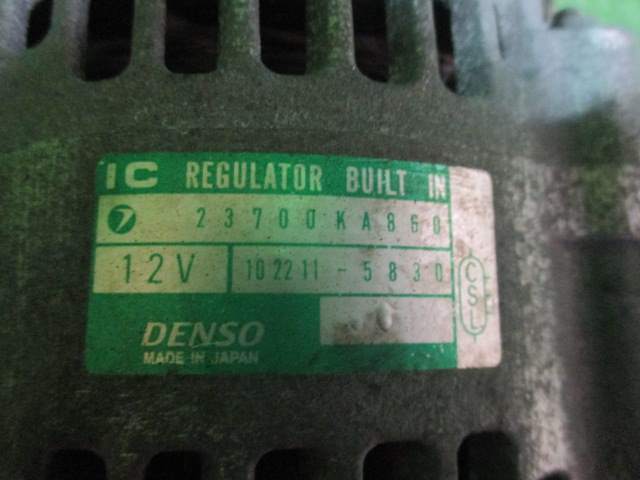 IC REGULATOR BUILT IN
23700KA860
12V 102211-5830
CSL
DENSO
MADE IN JAPAN